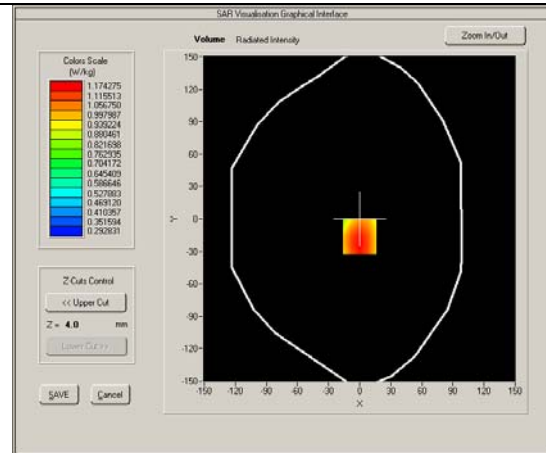 SAR Visualisation Graphical Interface
Volume Radiated Intensity
Zoom In/Out
Colors Scale
(W/kg)
1.174275
1.115513
1.056750
0.997987
0.939224
0.880461
0.821698
0.762935
0.704172
0.645409
0.586646
0.527883
0.469120
0.410357
0.351594
0.292831
Z Cuts Control
<< Upper Cut
Z = 4.0 mm
Lower Cut >>
SAVE Cancel
150
120
90
60
30
0
-30
-60
-90
-120
-150
Y
-150 -120 -90 -60 -30 0 30 60 90 120 150
X